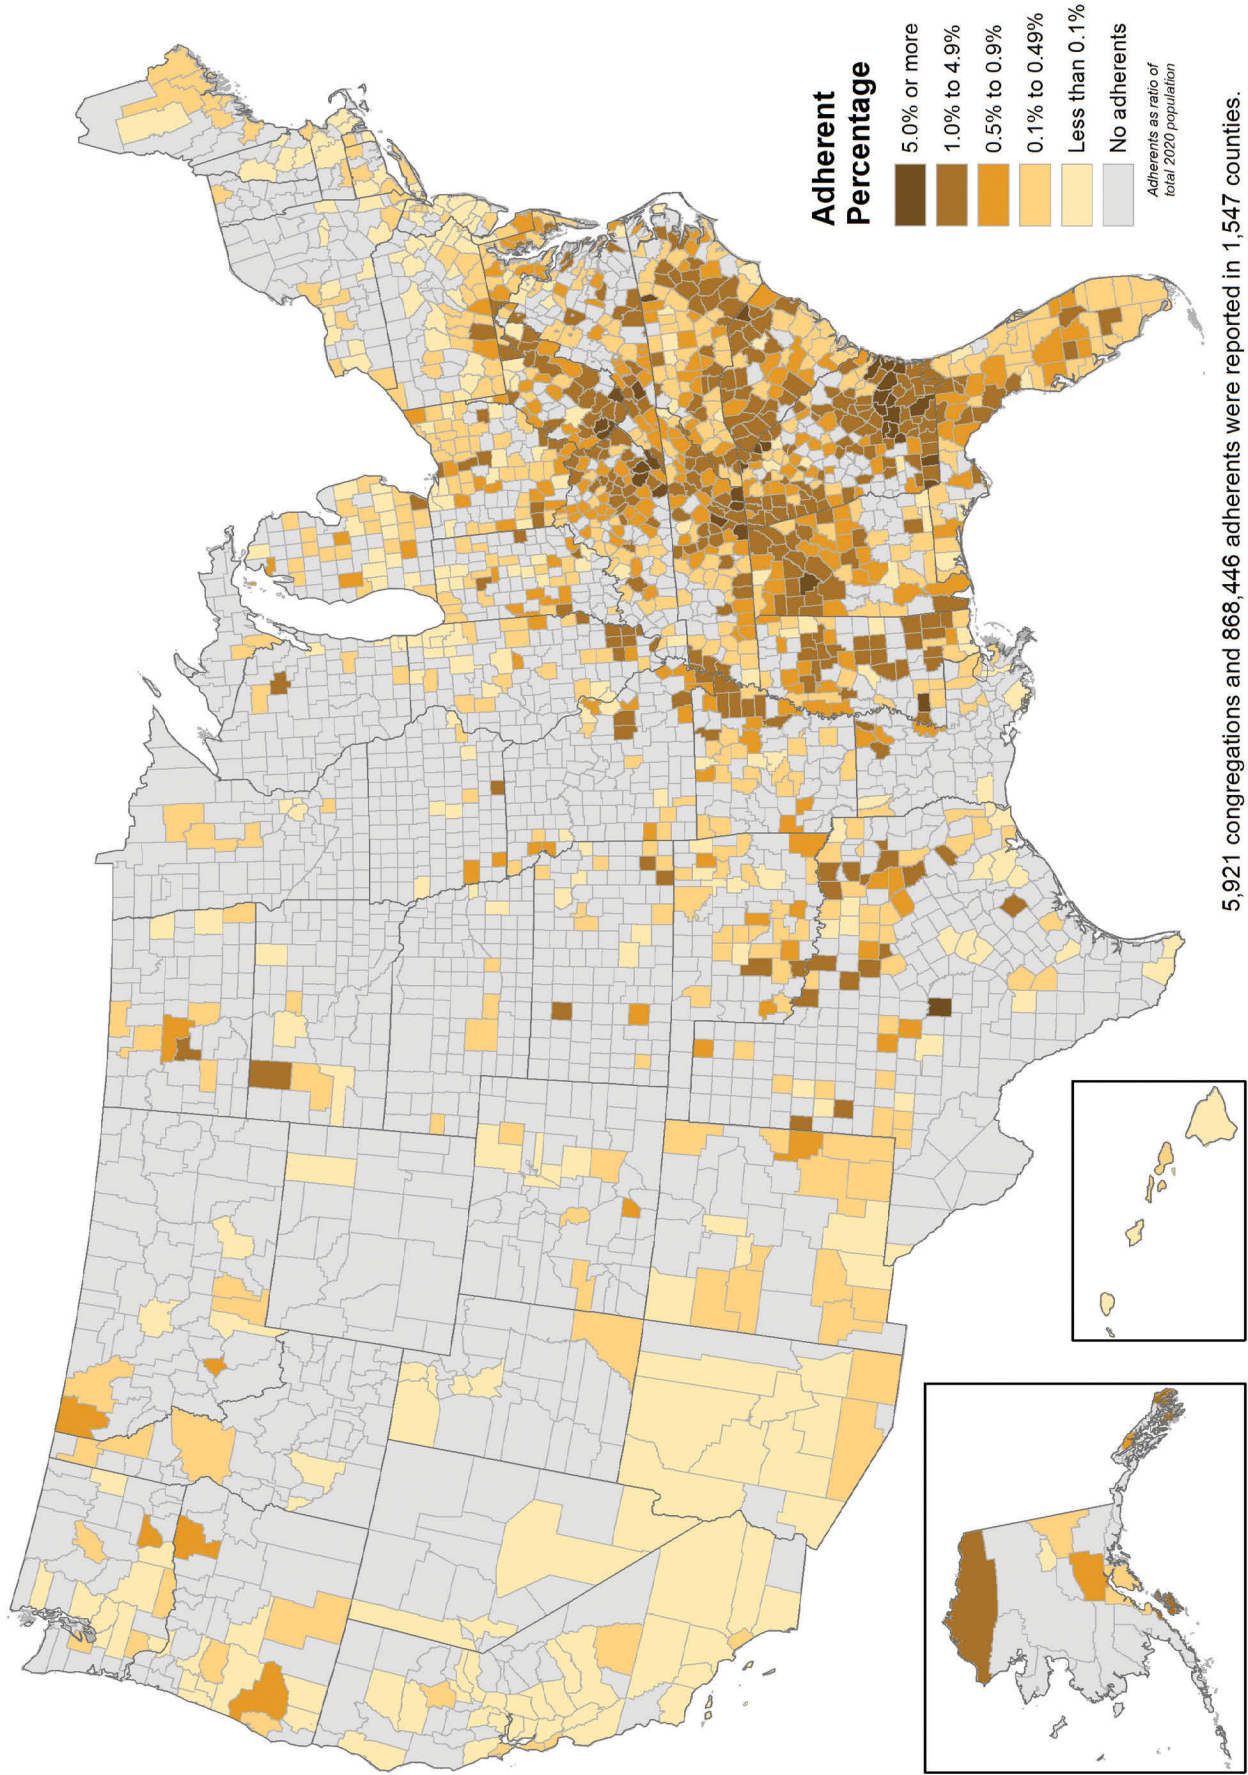 Adherent
Percentage
5.0% or more
1.0% to 4.9%
0.5% to 0.9%
0.1% to 0.49%
Less than 0.1%
No adherents
Adherents as ratio of
total 2020 population
5,921 congregations and 868,446 adherents were reported in 1,547 counties.